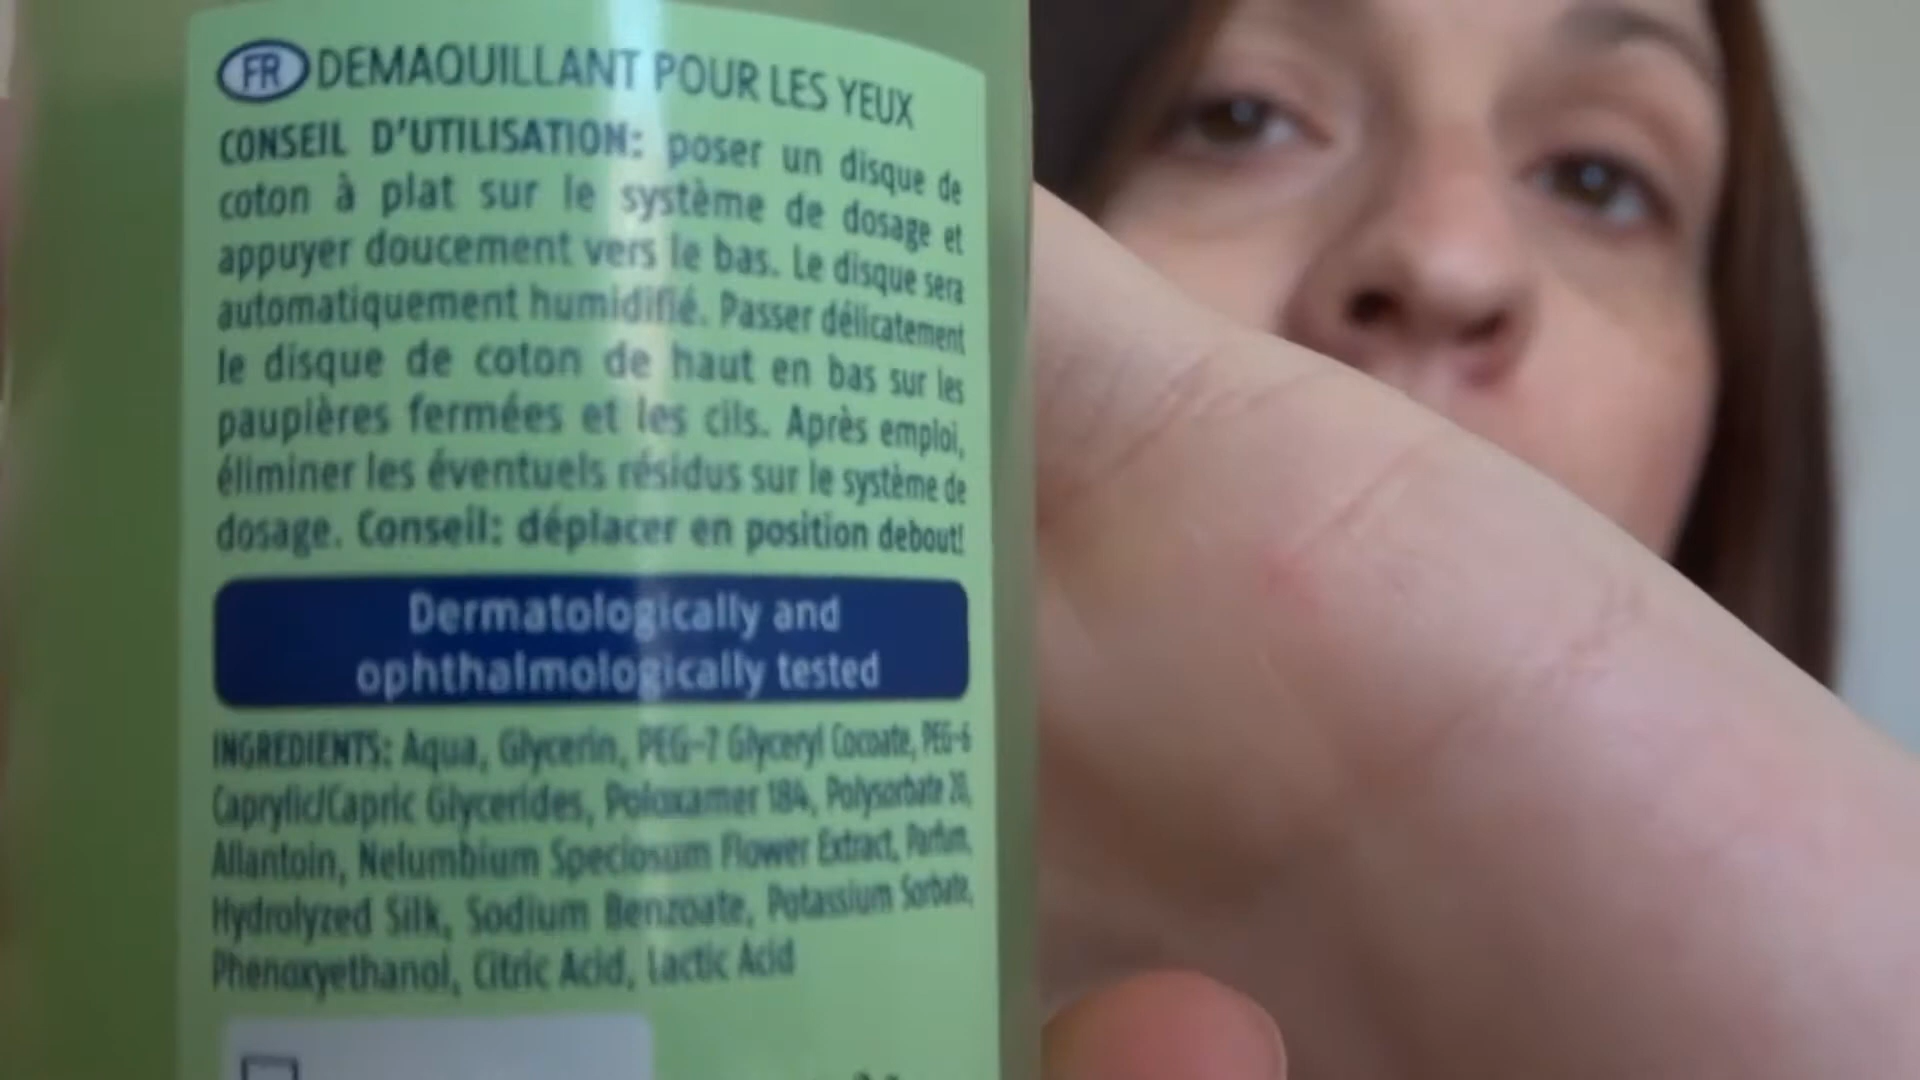 FR DEMAQUILLANT POUR LES YEUX
CONSEIL D'UTILISATION: poser un disque de
coton à plat sur le système de dosage et
appuyer doucement vers le bas. Le disque sera
automatiquement humidifié. Passer délicatement
le disque de coton de haut en bas sur les
paupières fermées et les cils. Après emploi,
éliminer les éventuels résidus sur le système de
dosage. Conseil: déplacer en position debout!
Dermatologically and
ophthalmologically tested
INGREDIENTS: Aqua, Glycerin, PEG-7 Glyceryl Cocoate, PEG-6
Caprylic/Capric Glycerides, Poloxamer 184, Polysorbate 20,
Allantoin, Nelumbium Speciosum Flower Extract, Parfum,
Hydrolyzed Silk, Sodium Benzoate, Potassium Sorbate,
Phenoxyethanol, Citric Acid, Lactic Acid